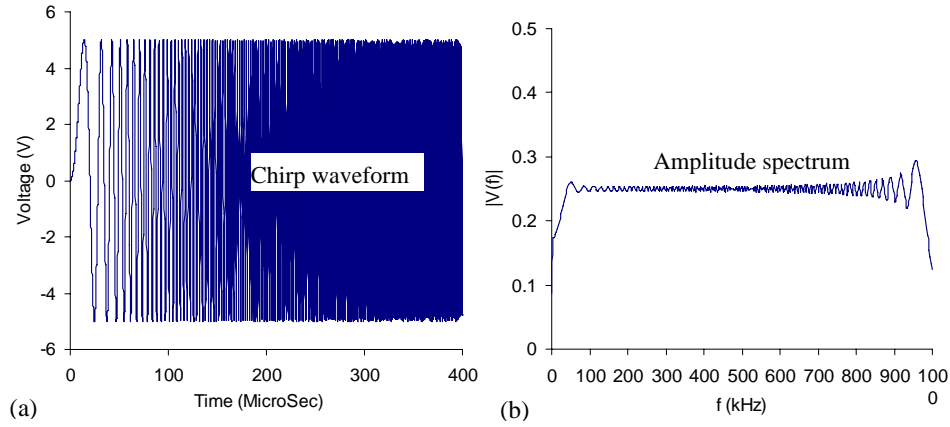 6
4
2
0
-2
-4
-6
Voltage (V)
Chirp waveform
0 100 200 300 400
Time (MicroSec)
(a)
0.5
0.4
0.3
0.2
0.1
0
|V(f)|
Amplitude spectrum
0 100 200 300 400 500 600 700 800 900 100
0
f (kHz)
(b)